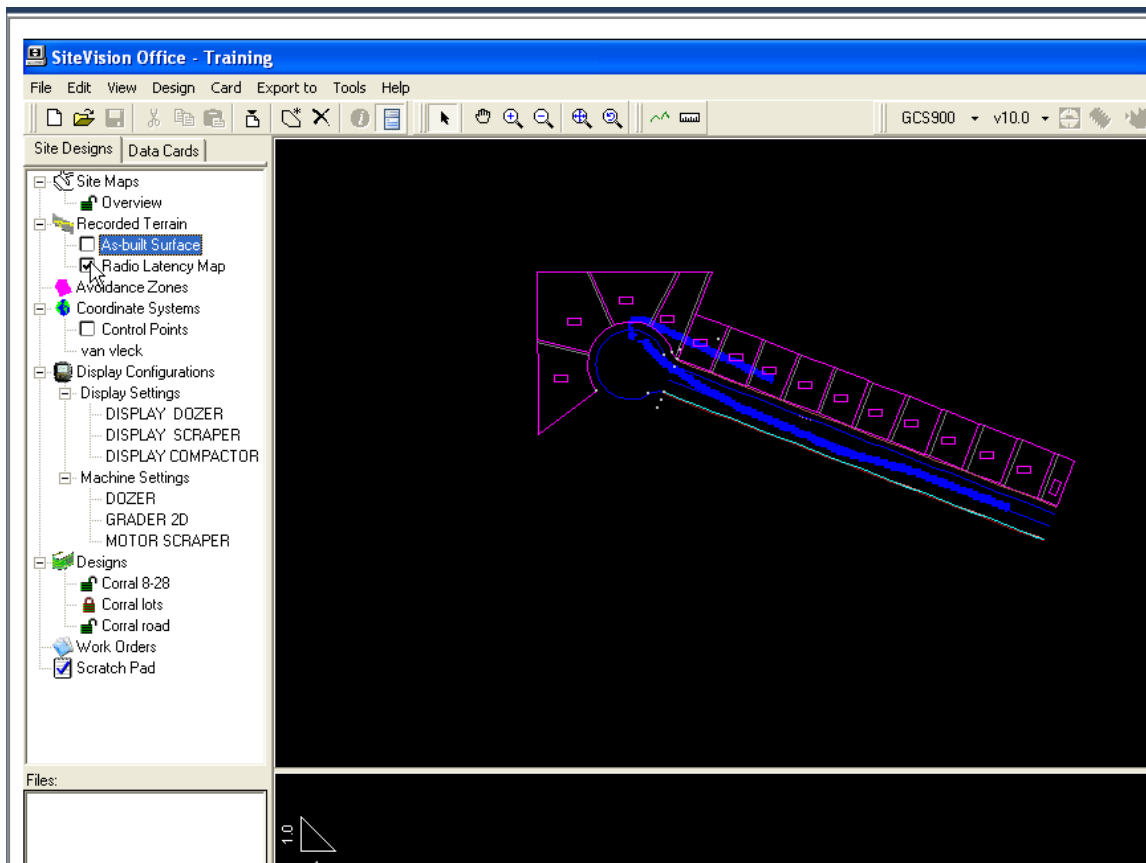 SiteVision Office - Training
File Edit View Design Card Export to Tools Help
GCS900 v10.0
Site Designs Data Cards
Site Maps
Overview
Recorded Terrain
As-built Surface
Radio Latency Map
Avoidance Zones
Coordinate Systems
Control Points
van vleck
Display Configurations
Display Settings
DISPLAY DOZER
DISPLAY SCRAPER
DISPLAY COMPACTOR
Machine Settings
DOZER
GRADER 2D
MOTOR SCRAPER
Designs
Corral 8-28
Corral lots
Corral road
Work Orders
Scratch Pad
Files:
1.0